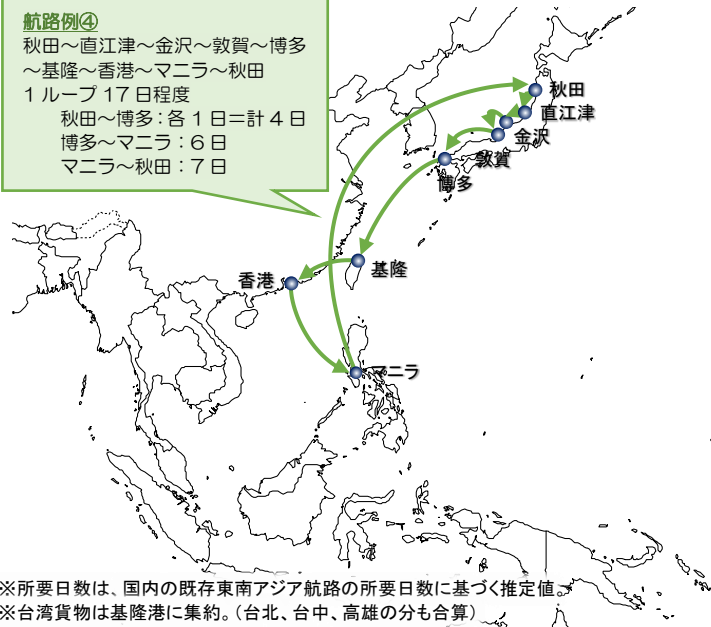 航路例④
秋田～直江津～金沢～敦賀～博多
～基隆～香港～マニラ～秋田
１ループ 17 日程度
秋田～博多：各 1 日＝計 4 日
博多～マニラ：６日
マニラ～秋田：７日
秋田
直江津
金沢
敦賀
博多
基隆
香港
マニラ
※所要日数は、国内の既存東南アジア航路の所要日数に基づく推定値。
※台湾貨物は基隆港に集約。（台北、台中、高雄の分も合算）